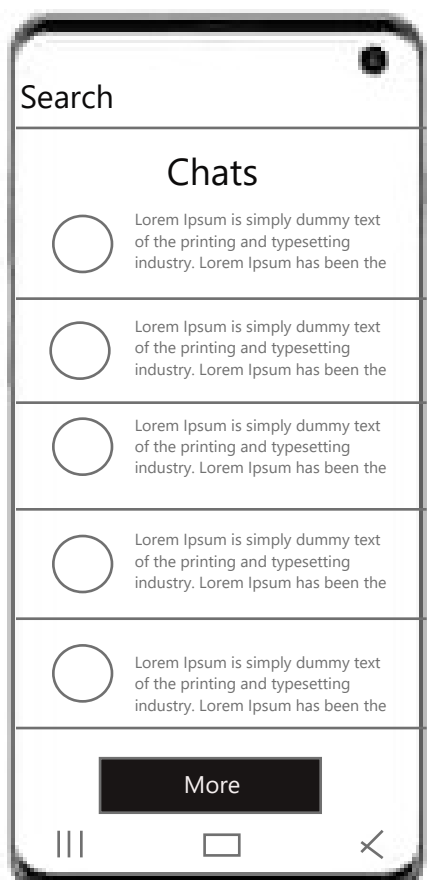 Search
Chats
Lorem Ipsum is simply dummy text
of the printing and typesetting
industry. Lorem Ipsum has been the
Lorem Ipsum is simply dummy text
of the printing and typesetting
industry. Lorem Ipsum has been the
Lorem Ipsum is simply dummy text
of the printing and typesetting
industry. Lorem Ipsum has been the
Lorem Ipsum is simply dummy text
of the printing and typesetting
industry. Lorem Ipsum has been the
Lorem Ipsum is simply dummy text
of the printing and typesetting
industry. Lorem Ipsum has been the
More